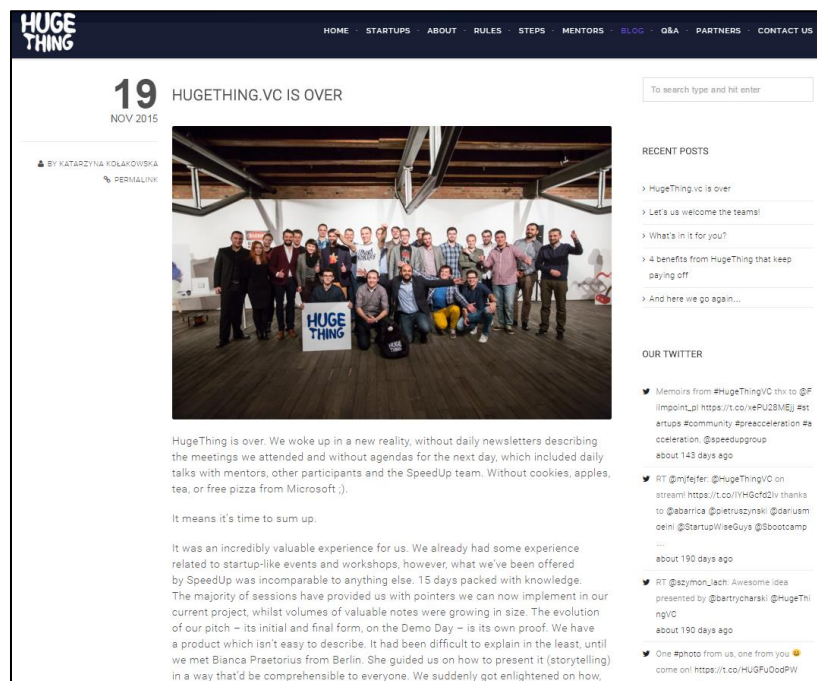 HUGE
THING
HOME - STARTUPS - ABOUT - RULES - STEPS - MENTORS - BLOG - Q&A - PARTNERS - CONTACT US
19
NOV 2015
BY KATARZYNA KOŁAKOWSKA
PERMALINK
HUGETHING.VC IS OVER
HUGE
THING
HUGE
THING
HugeThing is over. We woke up in a new reality, without daily newsletters describing
the meetings we attended and without agendas for the next day, which included daily
talks with mentors, other participants and the SpeedUp team. Without cookies, apples,
tea, or free pizza from Microsoft ;).
It means it's time to sum up.
It was an incredibly valuable experience for us. We already had some experience
related to startup-like events and workshops, however, what we've been offered
by SpeedUp was incomparable to anything else. 15 days packed with knowledge.
The majority of sessions have provided us with pointers we can now implement in our
current project, whilst volumes of valuable notes were growing in size. The evolution
of our pitch – its initial and final form, on the Demo Day – is its own proof. We have
a product which isn't easy to describe. It had been difficult to explain in the least, until
we met Bianca Praetorius from Berlin. She guided us on how to present it (storytelling)
in a way that'd be comprehensible to everyone. We suddenly got enlightened on how,
To search type and hit enter
RECENT POSTS
> HugeThing.vc is over
> Let's us welcome the teams!
> What's in it for you?
> 4 benefits from HugeThing that keep
paying off
> And here we go again...
OUR TWITTER
Memoirs from #HugeThingVC thx to @F
limpoint_pl https://t.co/xePU28MEjj #st
artups #community #preacceleration #a
cceleration, @speedupgroup
about 143 days ago
RT @mjfejfer: @HugeThingVC on
stream! https://t.co/IYHGcfd2Iv thanks
to @abarrica @pietruszynski @dariusm
oeini @StartupWiseGuys @Sbootcamp
....
about 190 days ago
RT @szymon_lach: Awesome idea
presented by @bartrycharski @HugeThi
ngVC
about 190 days ago
One #photo from us, one from you 😀
come on! https://t.co/HUGFuOodPW